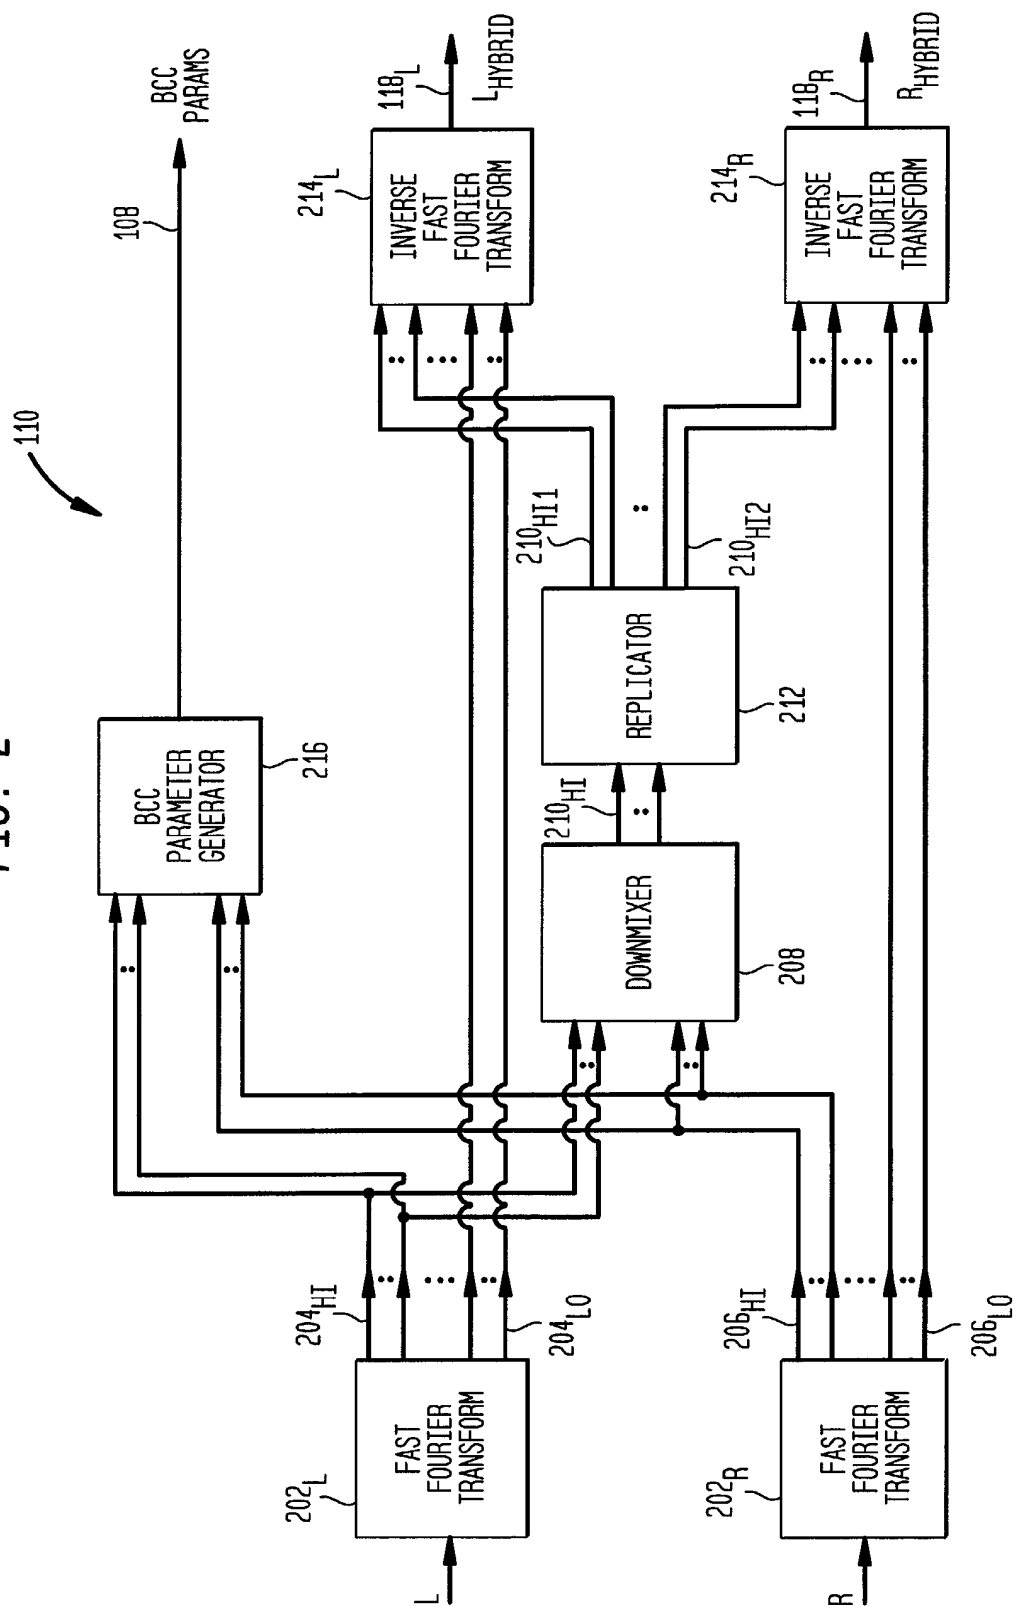 FIG. 2
110
BCC
PARAMS
108
BCC
PARAMETER
GENERATOR
216
L
202L
FAST
FOURIER
TRANSFORM
204HI
204LO
214L
INVERSE
FAST
FOURIER
TRANSFORM
118L
LHYBRID
DOWNMIXER
208
210HI
REPLICATOR
212
210HI1
210HI2
R
202R
FAST
FOURIER
TRANSFORM
206HI
206LO
214R
INVERSE
FAST
FOURIER
TRANSFORM
118R
RHYBRID